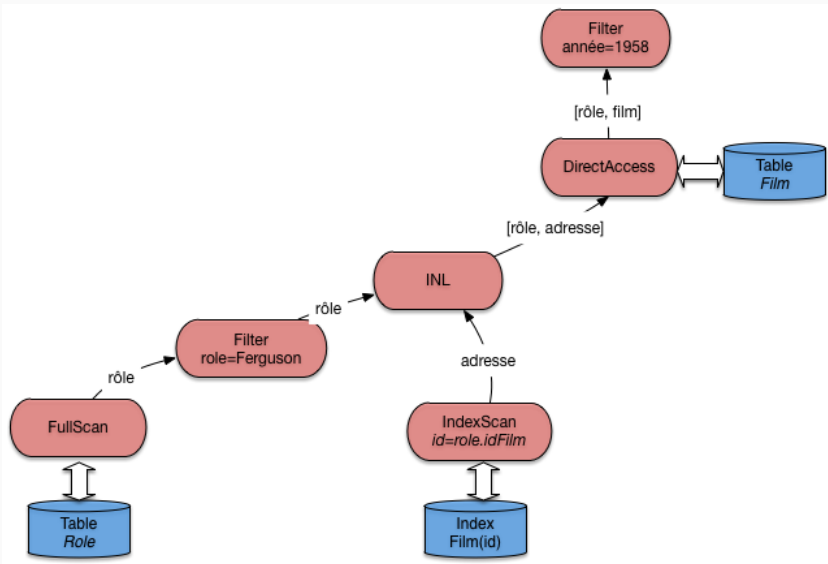 Filter
année=1958
[rôle, film]
DirectAccess
Table
Film
[rôle, adresse]
INL
rôle
Filter
role=Ferguson
adresse
rôle
FullScan
IndexScan
id=role.idFilm
Table
Role
Index
Film(id)